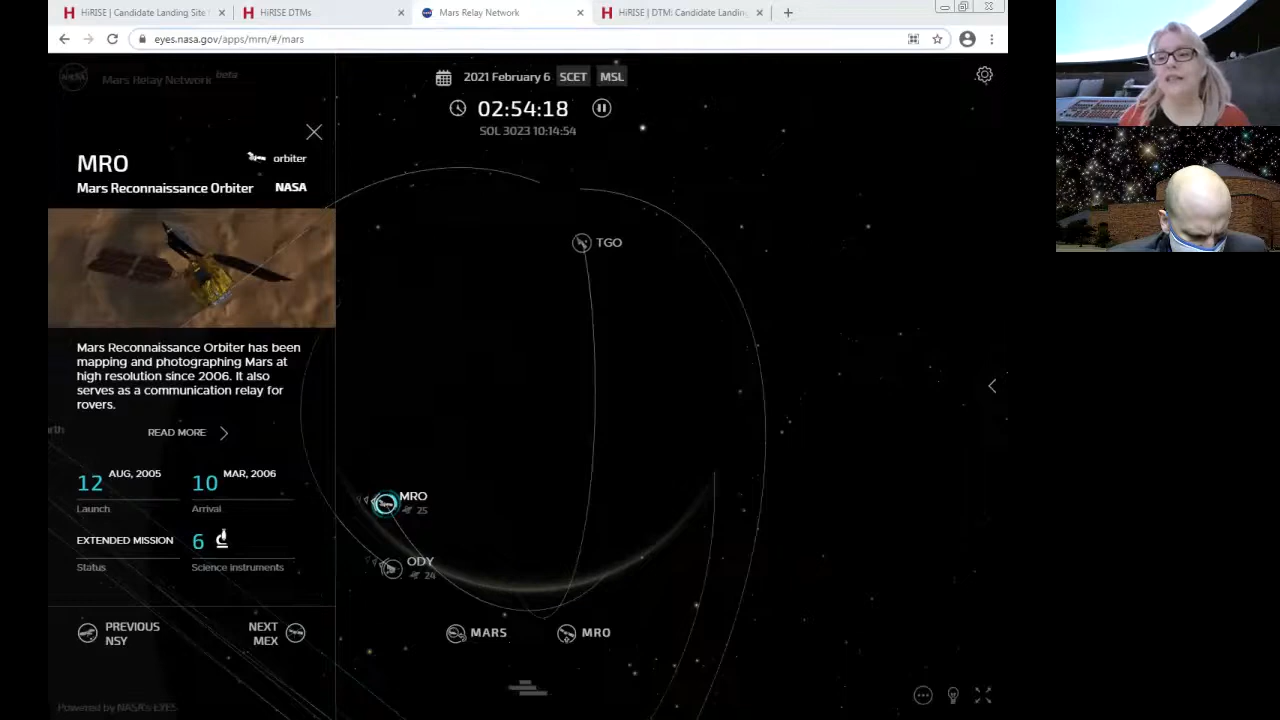 HiRISE | Candidate Landing Site
HiRISE DTMs
Mars Relay Network
HiRISE | DTM: Candidate Landing
eyes.nasa.gov/apps/mrn/#/mars
Mars Relay Network beta
2021 February 6 SCET MSL
02:54:18
SOL 3023 10:14:54
MRO
orbiter
Mars Reconnaissance Orbiter NASA
Mars Reconnaissance Orbiter has been
mapping and photographing Mars at
high resolution since 2006. It also
serves as a communication relay for
rovers.
READ MORE
12 AUG, 2005
Launch
10 MAR, 2006
Arrival
EXTENDED MISSION
Status
6
Science Instruments
PREVIOUS
NSY
NEXT
MEX
Powered by NASA's EYES
TGO
MRO
25
ODY
24
MARS
MRO